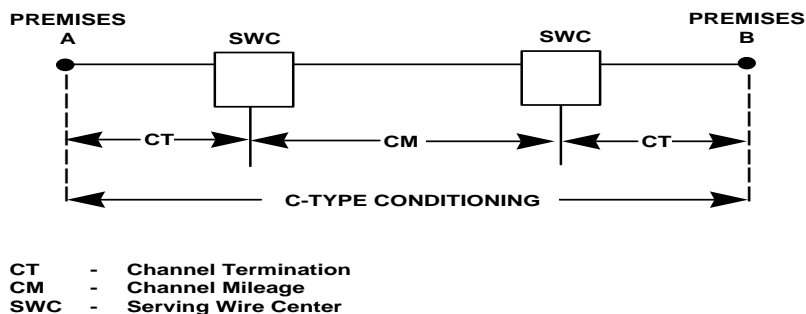 PREMISES A
PREMISES B
SWC
SWC
CT
CM
CT
C-TYPE CONDITIONING
CT - Channel Termination
CM - Channel Mileage
SWC - Serving Wire Center